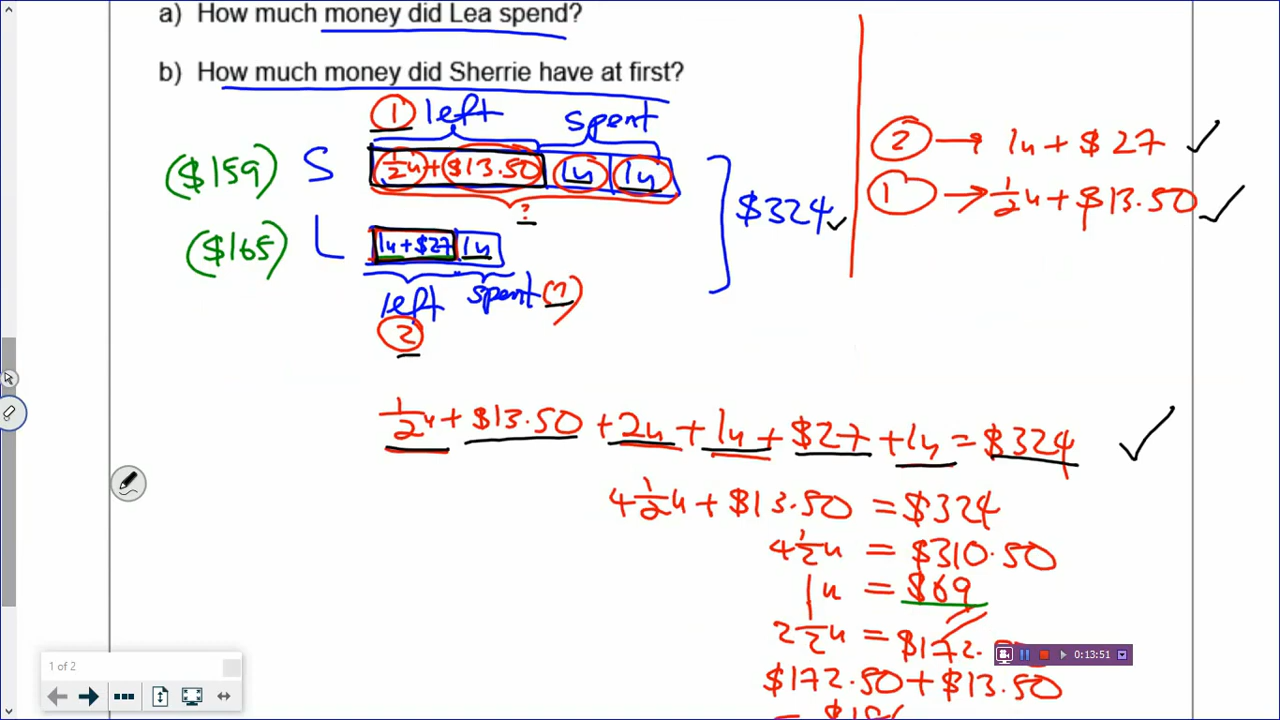 a) How much money did Lea spend?
b) How much money did Sherrie have at first?
1 left spent
($159) S ½u+$13.50 1u 1u
?
$324
($165) L 1u+$27 1u
left spent (?)
2
2 → 1u + $27 ✓
1 → ½u + $13.50 ✓
½u + $13.50 + 2u + 1u + $27 + 1u = $324 ✓
4½u + $13.50 = $324
4½u = $310.50
1u = $69
2½u = $172.
$172.50 + $13.50
1 of 2
0:13:51